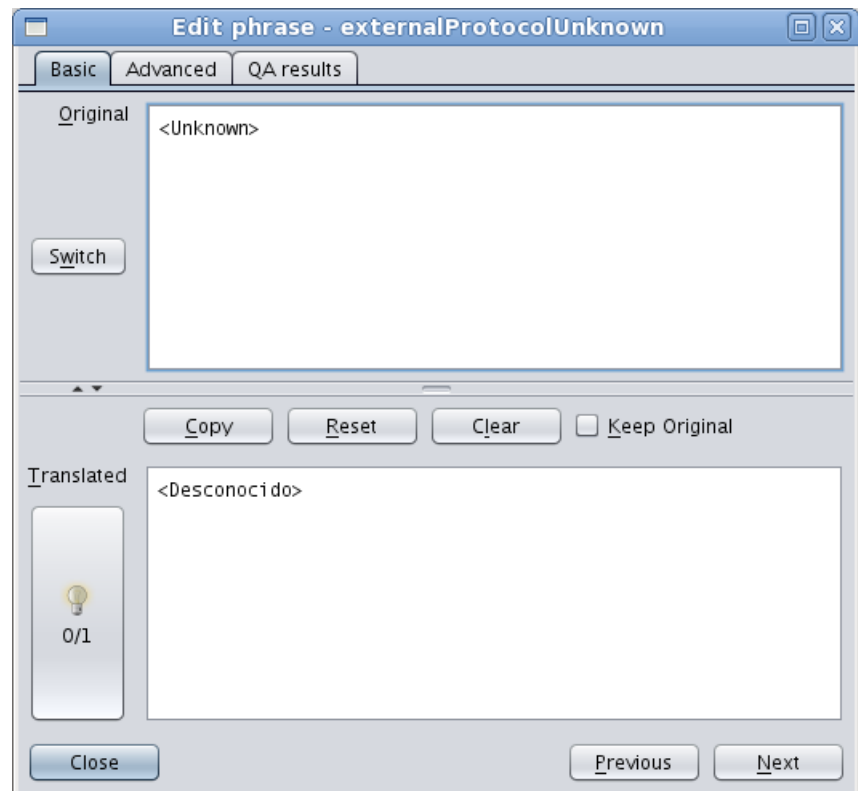 Edit phrase - externalProtocolUnknown
Basic Advanced QA results
Original
<Unknown>
Switch
Copy Reset Clear Keep Original
Translated
<Desconocido>
0/1
Close Previous Next